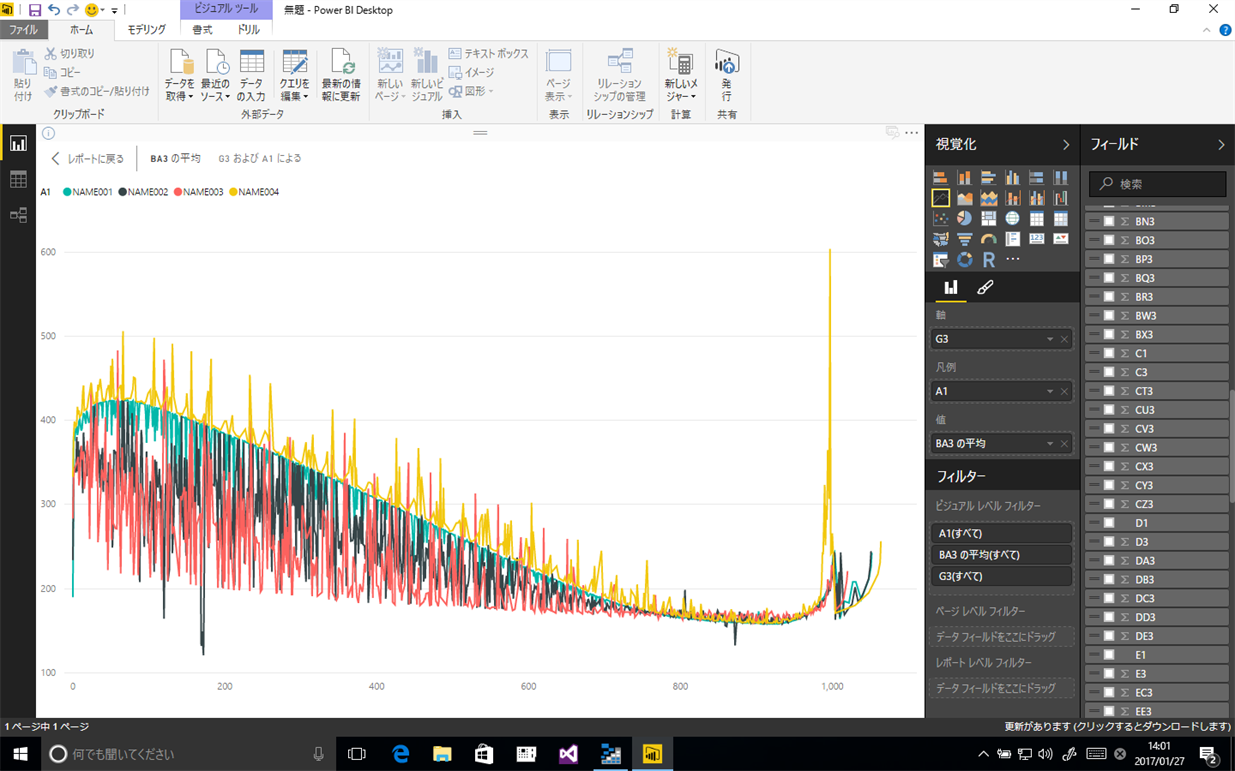 ビジュアル ツール
無題 - Power BI Desktop
ファイル ホーム モデリング 書式 ドリル
貼り付け
切り取り
コピー
書式のコピー/貼り付け
クリップボード
データを取得
最近のソース
データの入力
クエリを編集
最新の情報に更新
外部データ
新しいページ
新しいビジュアル
テキスト ボックス
イメージ
図形
挿入
ページ表示
表示
リレーションシップの管理
リレーションシップ
新しいメジャー
計算
発行
共有
レポートに戻る BA3 の平均 G3 および A1 による
A1 NAME001 NAME002 NAME003 NAME004
600
500
400
300
200
100
0 200 400 600 800 1,000
視覚化
軸
G3
凡例
A1
値
BA3 の平均
フィルター
ビジュアル レベル フィルター
A1(すべて)
BA3 の平均(すべて)
G3(すべて)
ページ レベル フィルター
データ フィールドをここにドラッグ
レポート レベル フィルター
データ フィールドをここにドラッグ
フィールド
検索
BN3
BO3
BP3
BQ3
BR3
BW3
BX3
C1
C3
CT3
CU3
CV3
CW3
CX3
CY3
CZ3
D1
D3
DA3
DB3
DC3
DD3
DE3
E1
E3
EC3
EE3
1 ページ中 1 ページ
更新があります (クリックするとダウンロードします)
何でも聞いてください
14:01
2017/01/27
2